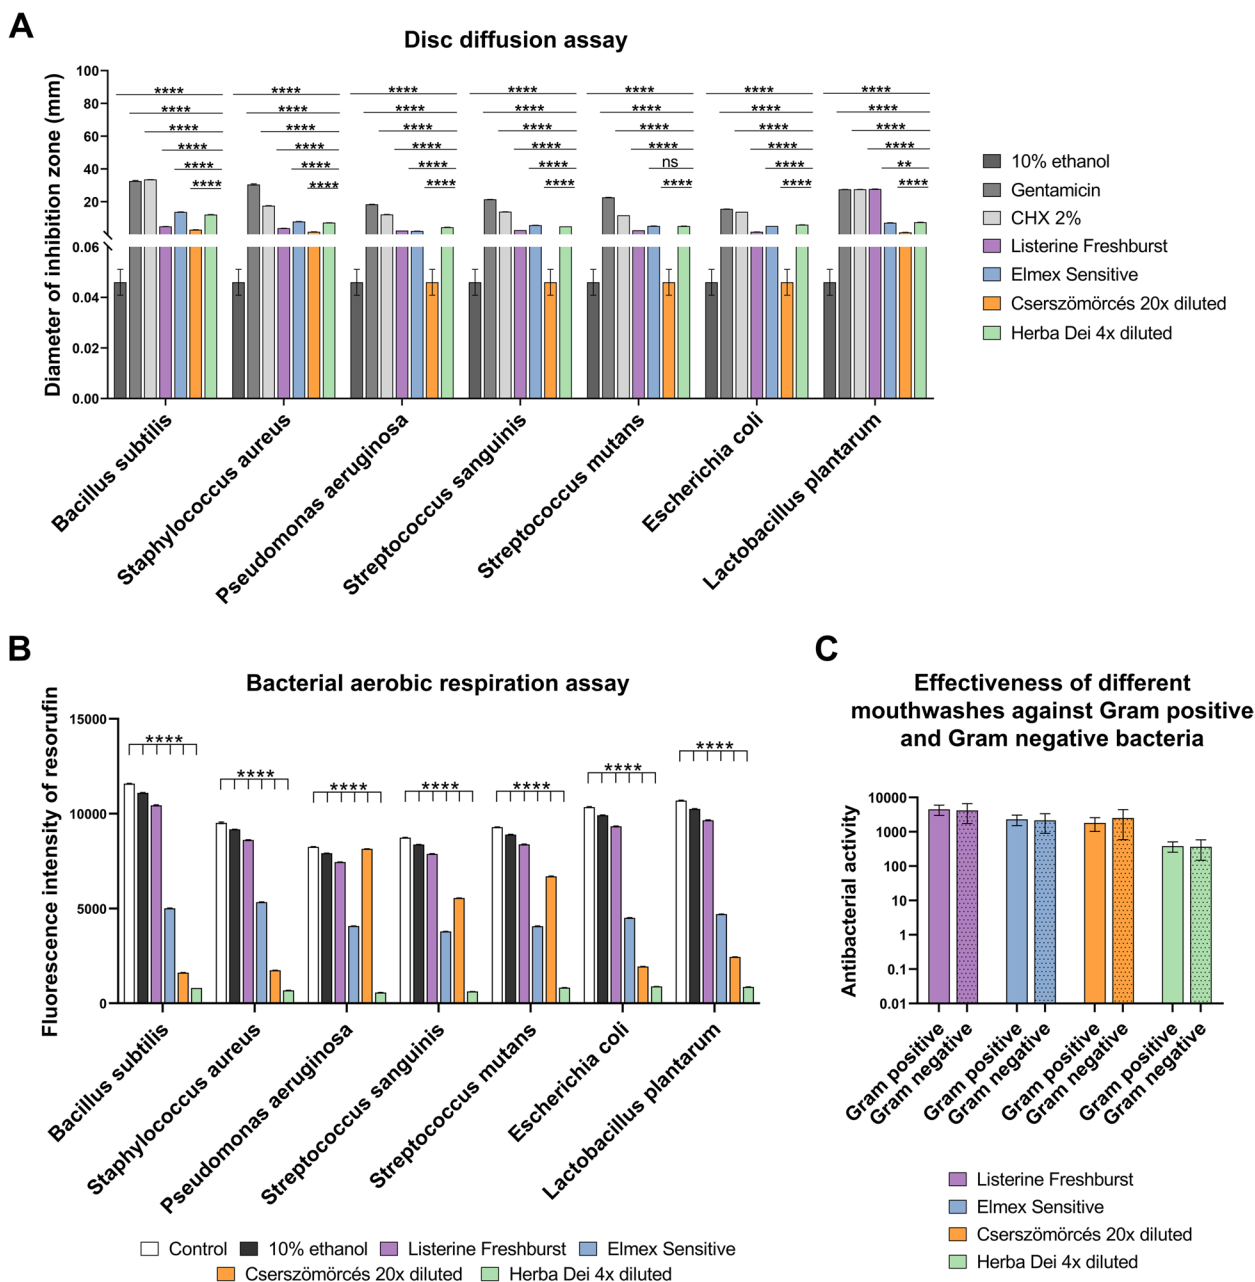 A
Disc diffusion assay
Diameter of inhibition zone (mm)
100
80
60
40
20
0.06
0.04
0.02
0.00
**** **** **** **** **** **** ****
**** **** **** **** **** **** ****
**** **** **** **** **** **** ****
**** **** **** **** **** **** ****
**** **** **** **** ns **** **
**** **** **** **** **** **** ****
10% ethanol
Gentamicin
CHX 2%
Listerine Freshburst
Elmex Sensitive
Cserszömörcés 20x diluted
Herba Dei 4x diluted
Bacillus subtilis
Staphylococcus aureus
Pseudomonas aeruginosa
Streptococcus sanguinis
Streptococcus mutans
Escherichia coli
Lactobacillus plantarum
B
Bacterial aerobic respiration assay
Fluorescence intensity of resorufin
15000
10000
5000
0
**** **** **** **** **** **** ****
Bacillus subtilis
Staphylococcus aureus
Pseudomonas aeruginosa
Streptococcus sanguinis
Streptococcus mutans
Escherichia coli
Lactobacillus plantarum
Control 10% ethanol Listerine Freshburst Elmex Sensitive
Cserszömörcés 20x diluted Herba Dei 4x diluted
C
Effectiveness of different
mouthwashes against Gram positive
and Gram negative bacteria
Antibacterial activity
10000
1000
100
10
1
0.1
0.01
Gram positive
Gram negative
Gram positive
Gram negative
Gram positive
Gram negative
Gram positive
Gram negative
Listerine Freshburst
Elmex Sensitive
Cserszömörcés 20x diluted
Herba Dei 4x diluted